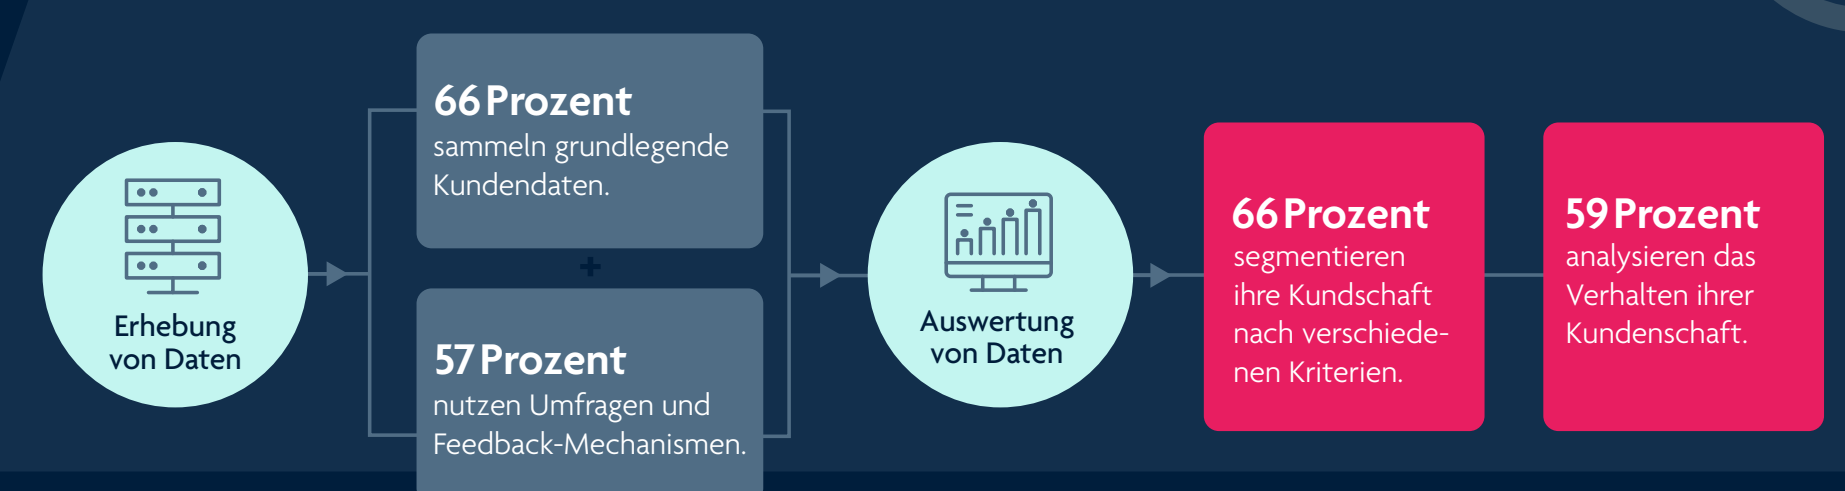 Erhebung
von Daten
66 Prozent
sammeln grundlegende
Kundendaten.
+
57 Prozent
nutzen Umfragen und
Feedback-Mechanismen.
Auswertung
von Daten
66 Prozent
segmentieren
ihre Kundschaft
nach verschiede-
nen Kriterien.
59 Prozent
analysieren das
Verhalten ihrer
Kundenschaft.